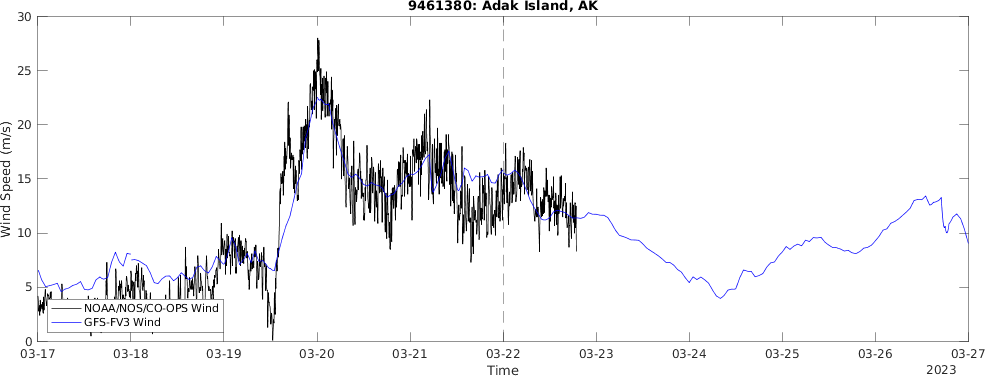 9461380: Adak Island, AK
30
25
20
15
10
5
0
Wind Speed (m/s)
NOAA/NOS/CO-OPS Wind
GFS-FV3 Wind
03-17 03-18 03-19 03-20 03-21 03-22 03-23 03-24 03-25 03-26 03-27
Time
2023